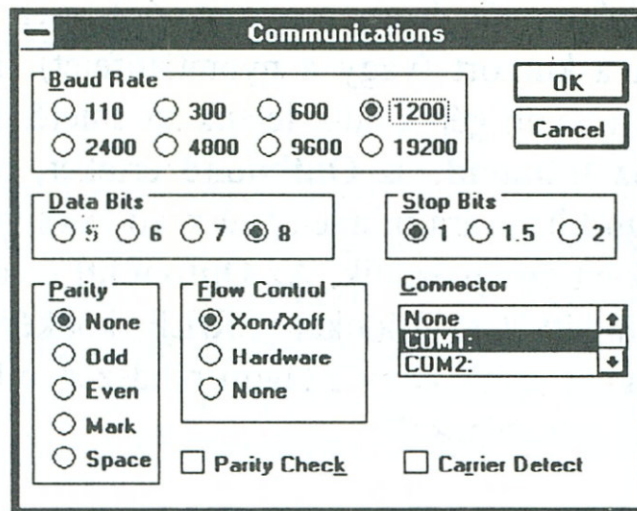 Communications
Baud Rate
110 300 600 1200
2400 4800 9600 19200
OK
Cancel
Data Bits
5 6 7 8
Stop Bits
1 1.5 2
Parity
None
Odd
Even
Mark
Space
Flow Control
Xon/Xoff
Hardware
None
Connector
None
COM1:
COM2:
Parity Check
Carrier Detect